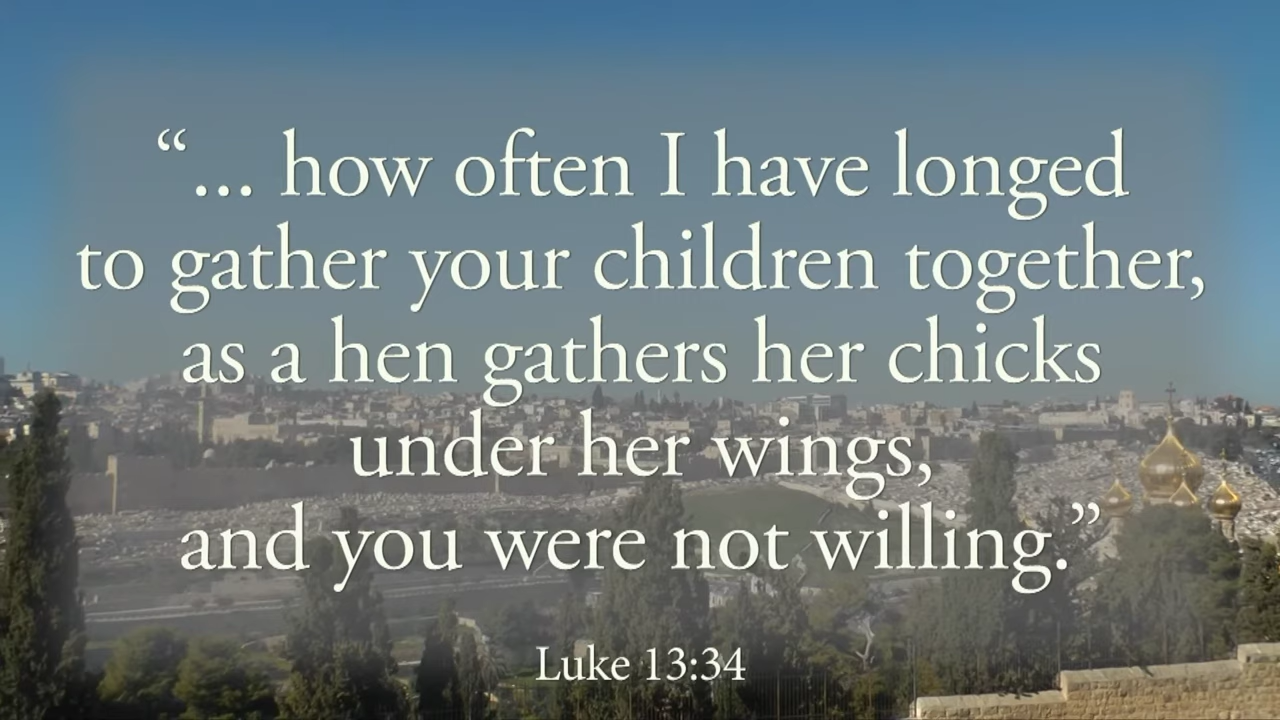 “... how often I have longed
to gather your children together,
as a hen gathers her chicks
under her wings,
and you were not willing.”
Luke 13:34